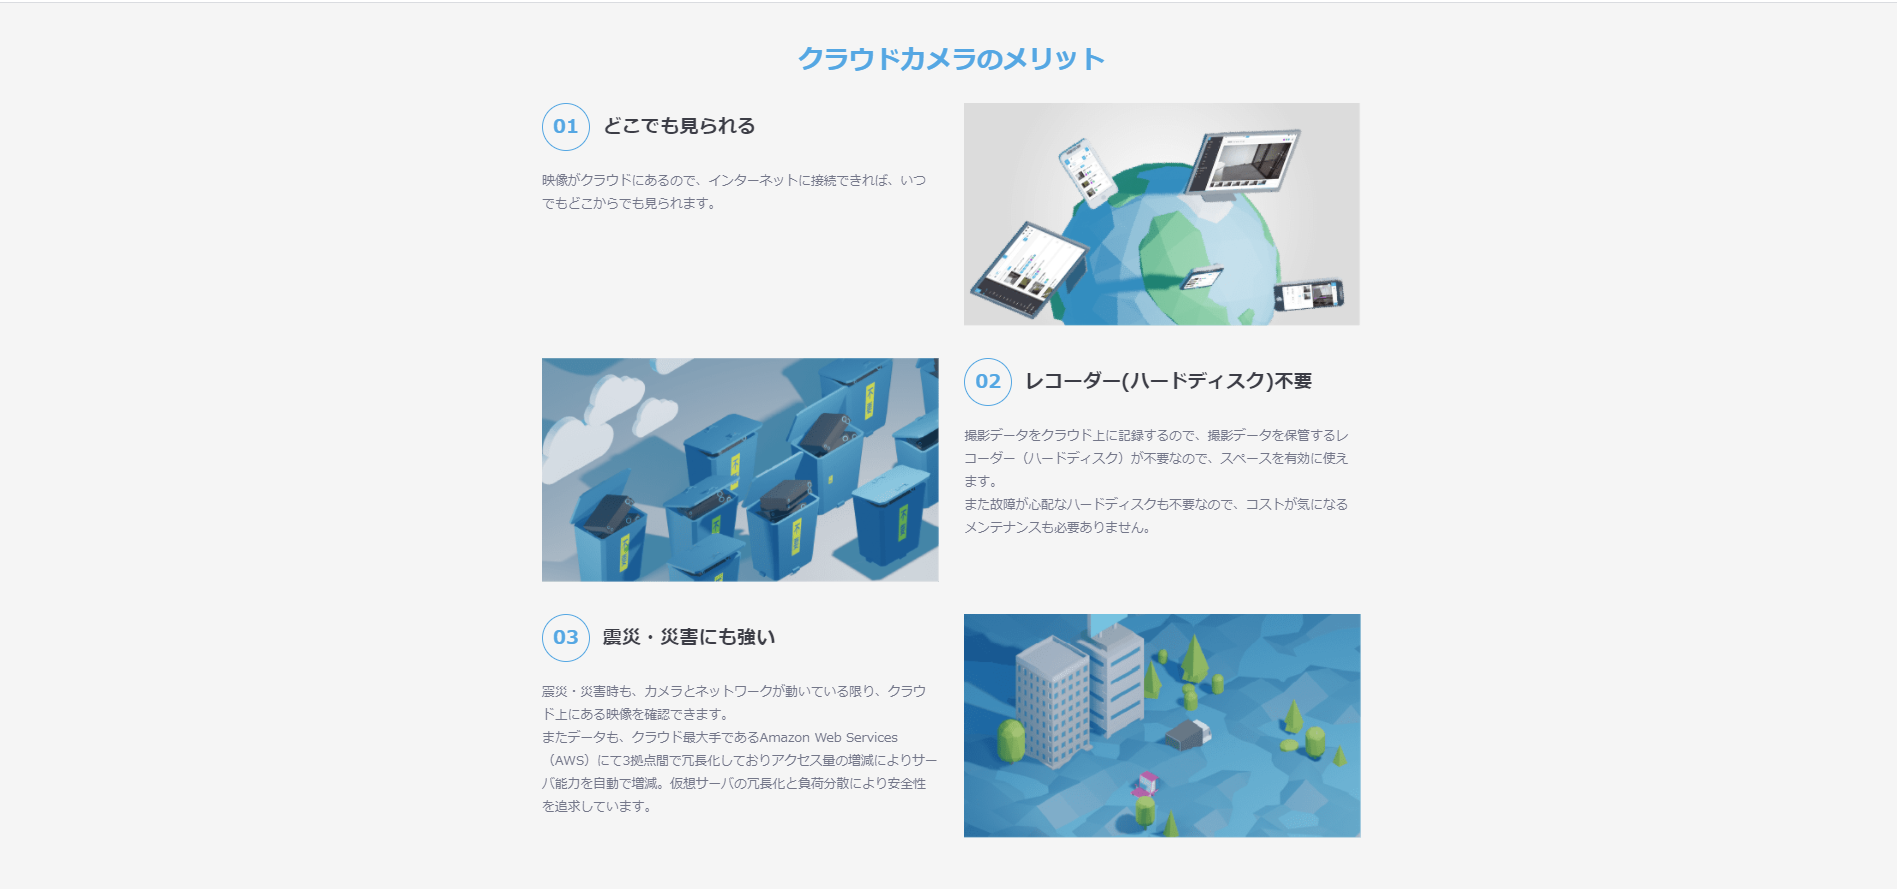 クラウドカメラのメリット
01 どこでも見られる
映像がクラウドにあるので、インターネットに接続できれば、いつ
でもどこからでも見られます。
02 レコーダー(ハードディスク)不要
撮影データをクラウド上に記録するので、撮影データを保管するレ
コーダー（ハードディスク）が不要なので、スペースを有効に使え
ます。
また故障が心配なハードディスクも不要なので、コストが気になる
メンテナンスも必要ありません。
03 震災・災害にも強い
震災・災害時も、カメラとネットワークが動いている限り、クラウ
ド上にある映像を確認できます。
またデータも、クラウド最大手であるAmazon Web Services
（AWS）にて3拠点間で冗長化しておりアクセス量の増減によりサー
バ能力を自動で増減。仮想サーバの冗長化と負荷分散により安全性
を追求しています。